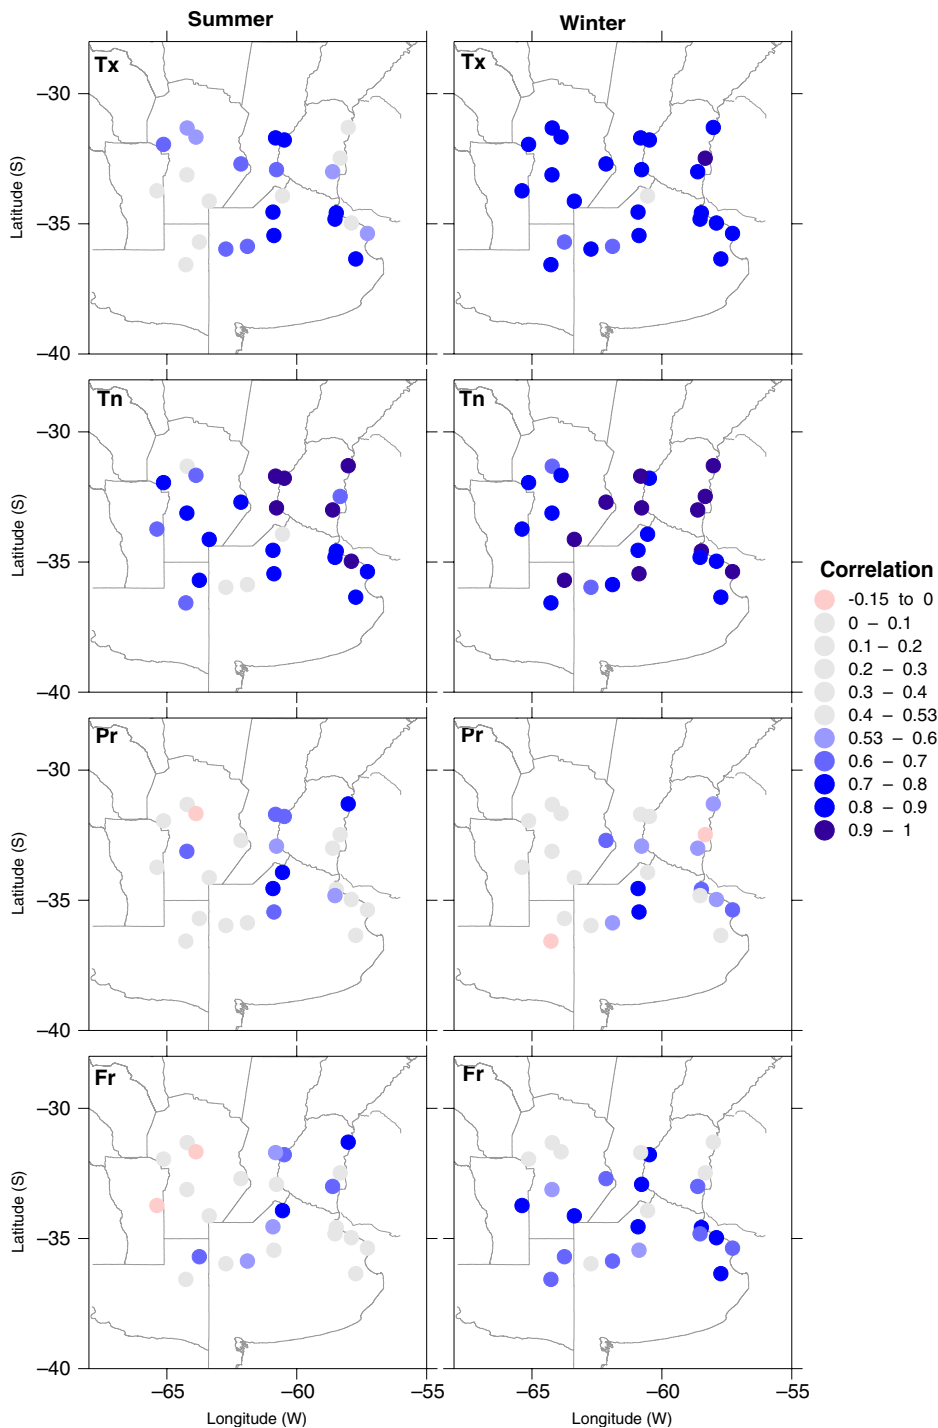 Summer
Winter
Tx
Tx
−30
−35
−40
Latitude (S)
Tn
Tn
−30
−35
−40
Latitude (S)
Correlation
-0.15 to 0
0 − 0.1
0.1 − 0.2
0.2 − 0.3
0.3 − 0.4
0.4 − 0.53
0.53 − 0.6
0.6 − 0.7
0.7 − 0.8
0.8 − 0.9
0.9 − 1
Pr
Pr
−30
−35
−40
Latitude (S)
Fr
Fr
−30
−35
−40
Latitude (S)
−65
−60
−55
−65
−60
−55
Longitude (W)
Longitude (W)